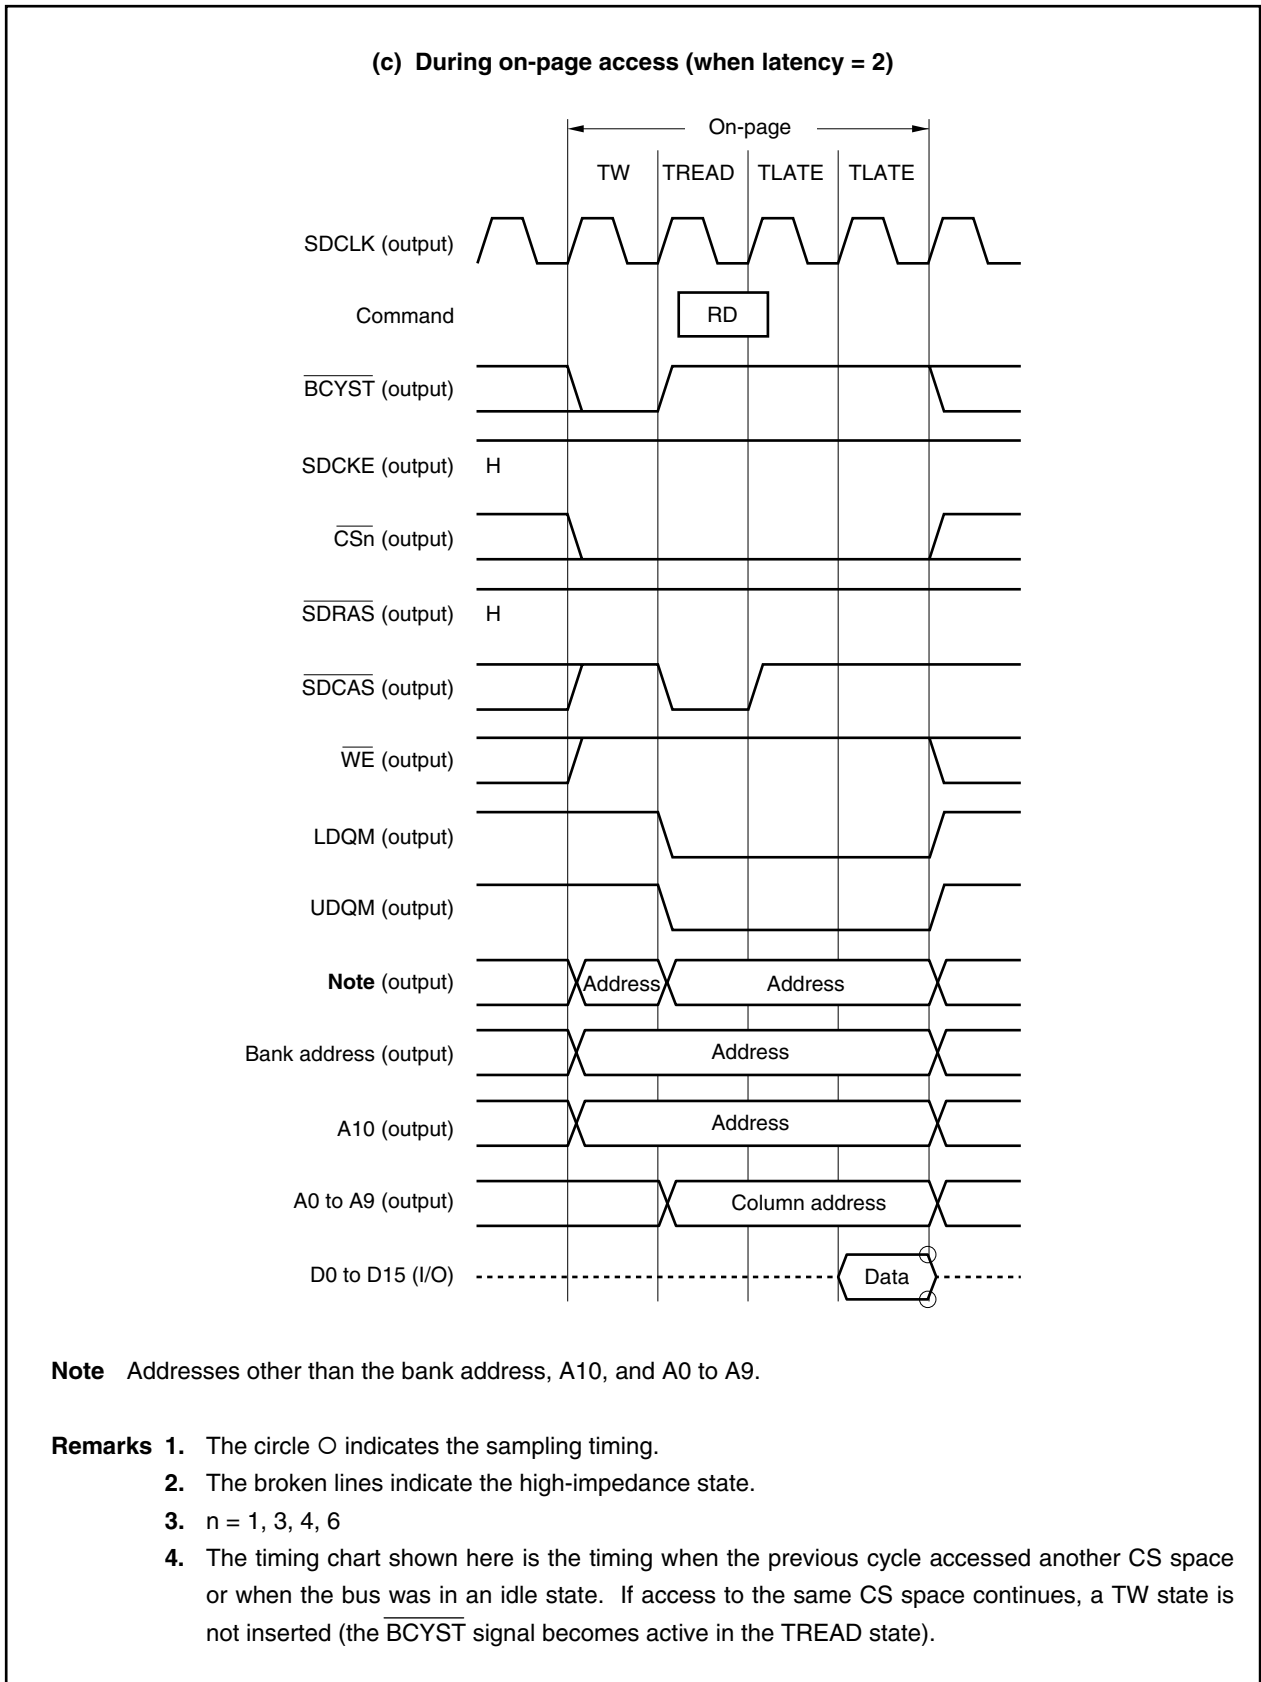 (c) During on-page access (when latency = 2)
On-page
TW TREAD TLATE TLATE
SDCLK (output)
Command RD
BCYST (output)
SDCKE (output) H
CSn (output)
SDRAS (output) H
SDCAS (output)
WE (output)
LDQM (output)
UDQM (output)
Note (output) Address Address
Bank address (output) Address
A10 (output) Address
A0 to A9 (output) Column address
D0 to D15 (I/O) Data
Note Addresses other than the bank address, A10, and A0 to A9.
Remarks 1. The circle O indicates the sampling timing.
2. The broken lines indicate the high-impedance state.
3. n = 1, 3, 4, 6
4. The timing chart shown here is the timing when the previous cycle accessed another CS space
or when the bus was in an idle state. If access to the same CS space continues, a TW state is
not inserted (the BCYST signal becomes active in the TREAD state).